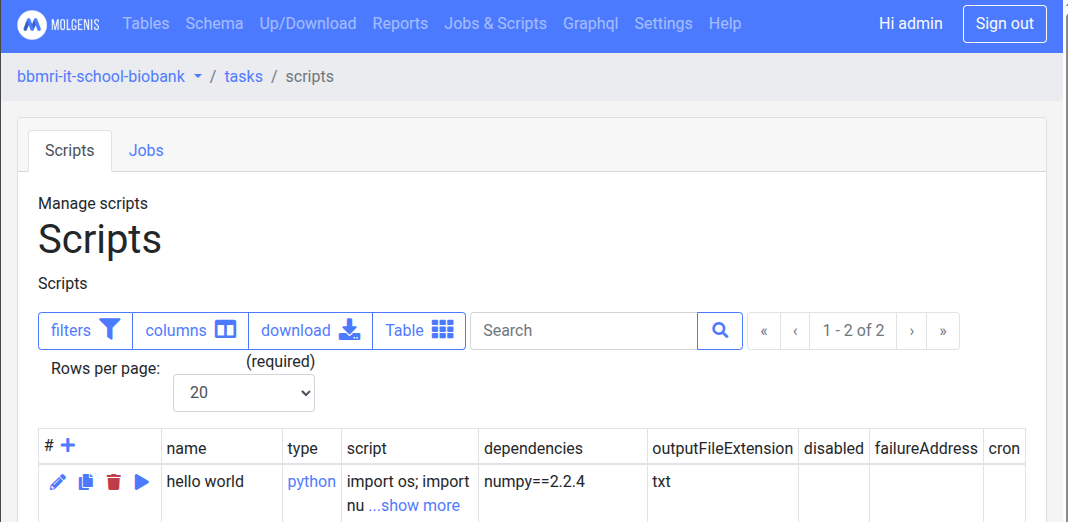 MOLGENIS Tables Schema Up/Download Reports Jobs & Scripts Graphql Settings Help Hi admin Sign out
bbmri-it-school-biobank / tasks / scripts
Scripts Jobs
Manage scripts
Scripts
Scripts
filters columns download Table Search « ‹ 1 - 2 of 2 › »
(required)
Rows per page:
20
# name type script dependencies outputFileExtension disabled failureAddress cron
hello world python import os; import numpy==2.2.4 txt
nu ...show more